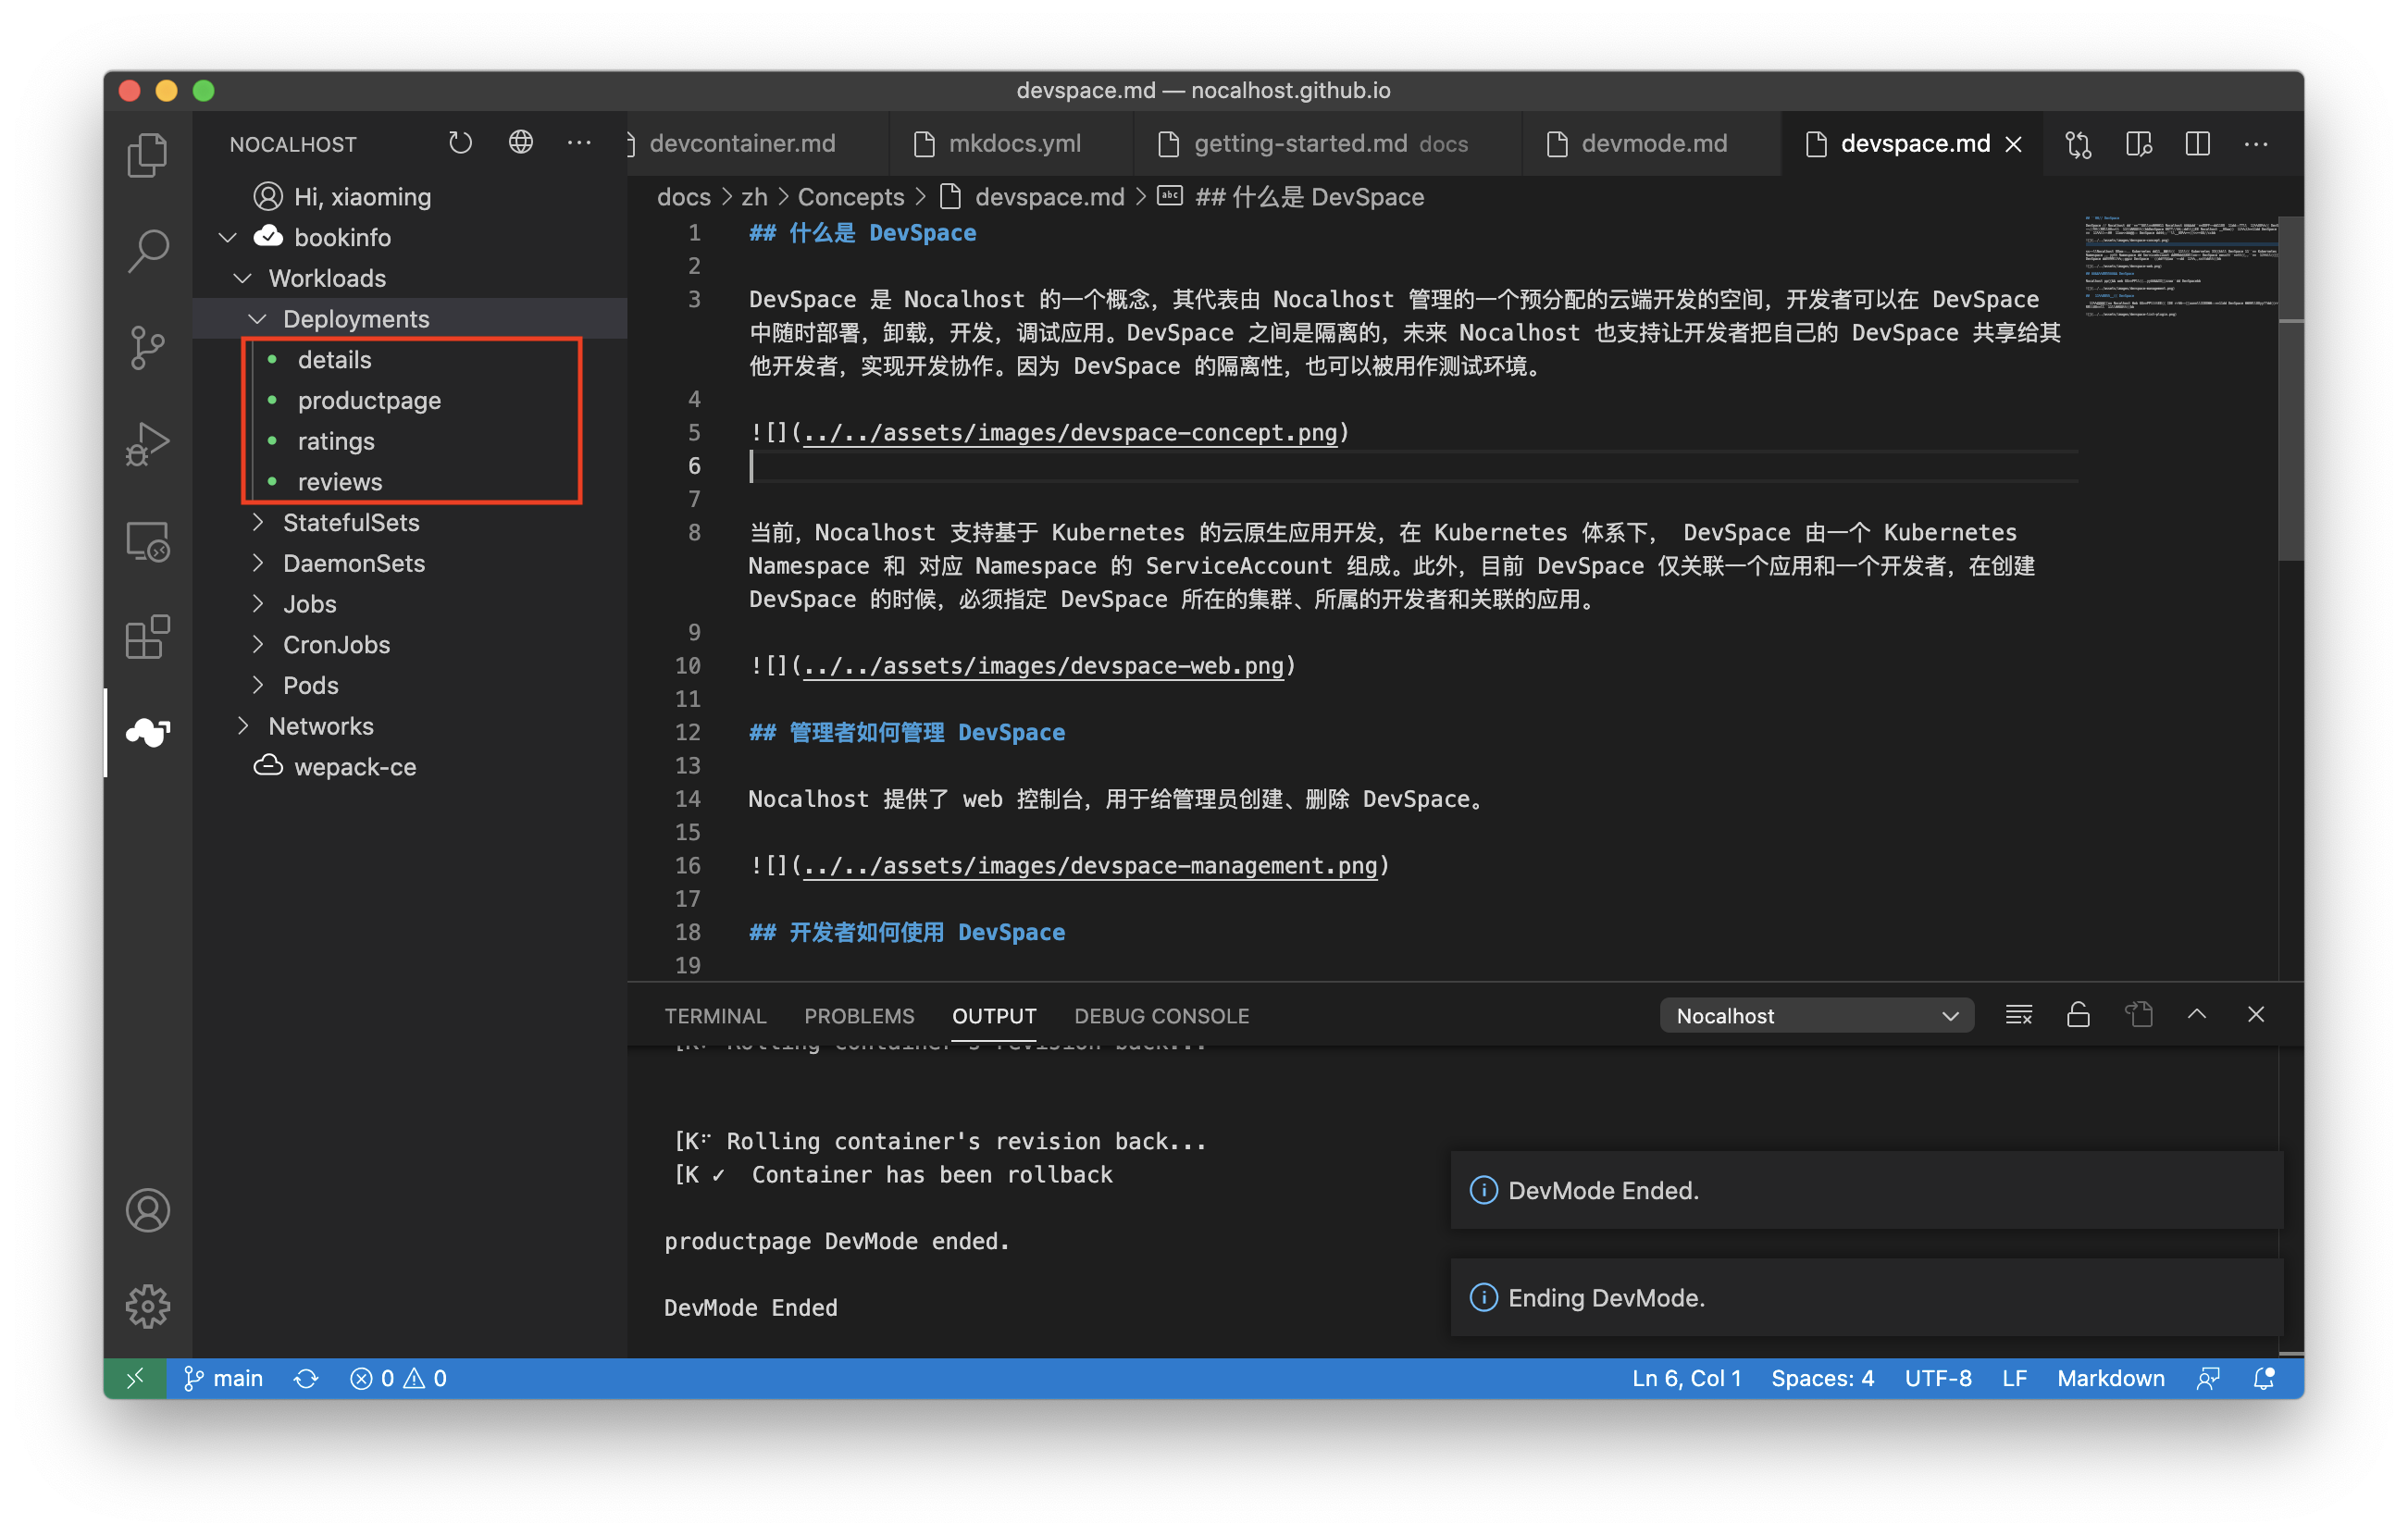 devspace.md — nocalhost.github.io
NOCALHOST
Hi, xiaoming
bookinfo
Workloads
Deployments
details
productpage
ratings
reviews
StatefulSets
DaemonSets
Jobs
CronJobs
Pods
Networks
wepack-ce
devcontainer.md
mkdocs.yml
getting-started.md docs
devmode.md
devspace.md
docs > zh > Concepts > devspace.md > ## 什么是 DevSpace
1 ## 什么是 DevSpace
2
3 DevSpace 是 Nocalhost 的一个概念，其代表由 Nocalhost 管理的一个预分配的云端开发的空间，开发者可以在 DevSpace
中随时部署，卸载，开发，调试应用。DevSpace 之间是隔离的，未来 Nocalhost 也支持让开发者把自己的 DevSpace 共享给其
他开发者，实现开发协作。因为 DevSpace 的隔离性，也可以被用作测试环境。
4
5 ![](../../assets/images/devspace-concept.png)
6
7
8 当前，Nocalhost 支持基于 Kubernetes 的云原生应用开发，在 Kubernetes 体系下， DevSpace 由一个 Kubernetes
Namespace 和 对应 Namespace 的 ServiceAccount 组成。此外，目前 DevSpace 仅关联一个应用和一个开发者，在创建
DevSpace 的时候，必须指定 DevSpace 所在的集群、所属的开发者和关联的应用。
9
10 ![](../../assets/images/devspace-web.png)
11
12 ## 管理者如何管理 DevSpace
13
14 Nocalhost 提供了 web 控制台，用于给管理员创建、删除 DevSpace。
15
16 ![](../../assets/images/devspace-management.png)
17
18 ## 开发者如何使用 DevSpace
19
TERMINAL PROBLEMS OUTPUT DEBUG CONSOLE
Nocalhost
[K Rolling container's revision back...
[K⠋ Rolling container's revision back...
[K ✓ Container has been rollback
productpage DevMode ended.
DevMode Ended
DevMode Ended.
Ending DevMode.
main 0 0
Ln 6, Col 1 Spaces: 4 UTF-8 LF Markdown